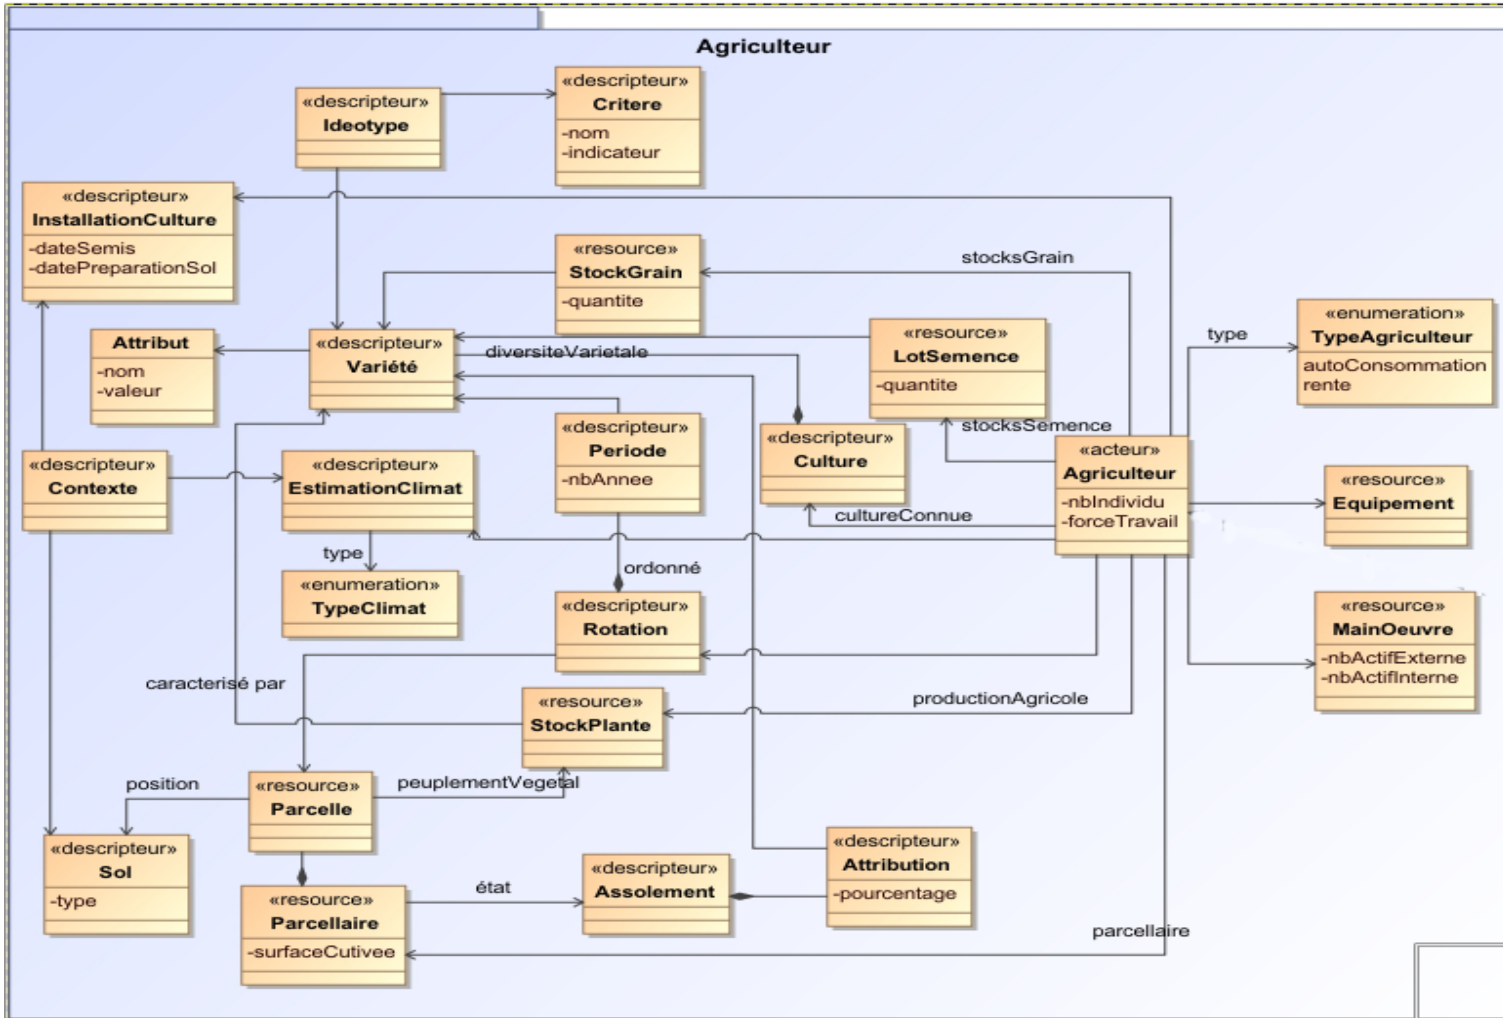 Agriculteur
«descripteur»
Ideotype
«descripteur»
Critere
-nom
-indicateur
«descripteur»
InstallationCulture
-dateSemis
-datePreparationSol
«resource»
StockGrain
-quantite
stocksGrain
Attribut
-nom
-valeur
«descripteur»
Variété
diversiteVarietale
«resource»
LotSemence
-quantite
type
«enumeration»
TypeAgriculteur
autoConsommation
rente
stocksSemence
«descripteur»
Contexte
«descripteur»
EstimationClimat
«descripteur»
Periode
-nbAnnee
«descripteur»
Culture
cultureConnue
«acteur»
Agriculteur
-nbIndividu
-forceTravail
«resource»
Equipement
type
«enumeration»
TypeClimat
ordonné
«descripteur»
Rotation
«resource»
MainOeuvre
-nbActifExterne
-nbActifInterne
caracterisé par
«resource»
StockPlante
productionAgricole
position
«resource»
Parcelle
peuplementVegetal
«descripteur»
Sol
-type
«resource»
Parcellaire
-surfaceCutivee
état
«descripteur»
Assolement
«descripteur»
Attribution
-pourcentage
parcellaire